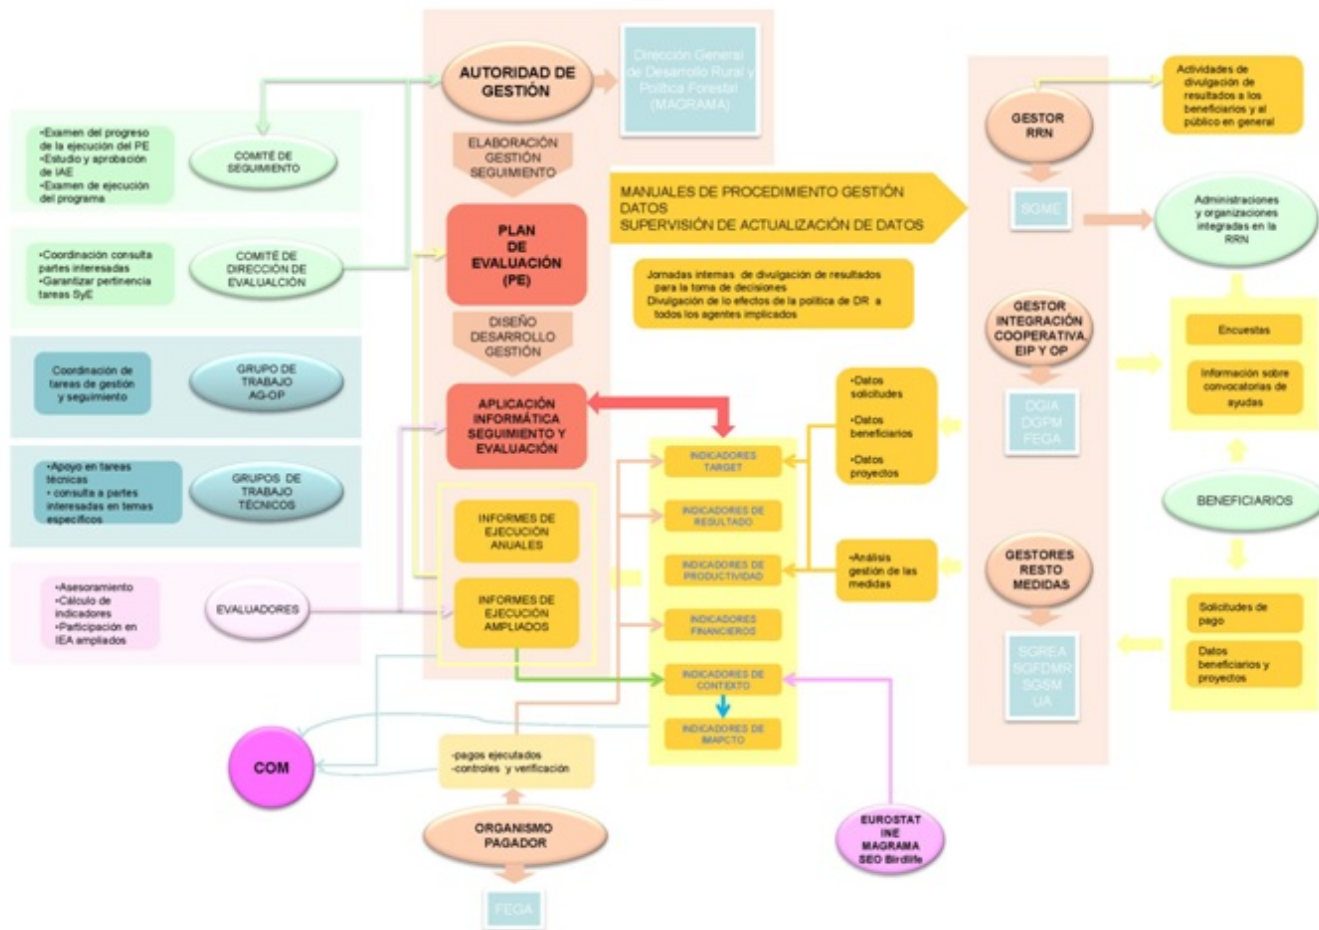 AUTORIDAD DE
GESTIÓN
Dirección General
de Desarrollo Rural y
Política Forestal
(MAGRAMA)
ELABORACIÓN
GESTIÓN
SEGUIMIENTO
•Examen del progreso
de la ejecución del PE
•Estudio y aprobación
de IAE
•Examen de ejecución
del programa
COMITÉ DE
SEGUIMIENTO
•Coordinación consulta
partes interesadas
•Garantizar pertinencia
tareas SyE
COMITÉ DE
DIRECCIÓN DE
EVALUALCIÓN
Coordinación de
tareas de gestión
y seguimiento
GRUPO DE
TRABAJO
AG-OP
•Apoyo en tareas
técnicas
• consulta a partes
interesadas en temas
específicos
GRUPOS DE
TRABAJO
TÉCNICOS
•Asesoramiento
•Cálculo de
indicadores
•Participación en
IEA ampliados
EVALUADORES
PLAN
DE
EVALUACIÓN
(PE)
DISEÑO
DESARROLLO
GESTIÓN
APLICACIÓN
INFORMÁTICA
SEGUIMIENTO Y
EVALUACIÓN
INFORMES DE
EJECUCIÓN
ANUALES
INFORMES DE
EJECUCIÓN
AMPLIADOS
MANUALES DE PROCEDIMIENTO GESTIÓN
DATOS
SUPERVISIÓN DE ACTUALIZACIÓN DE DATOS
Jornadas internas de divulgación de resultados
para la toma de decisiones
Divulgación de lo efectos de la política de DR a
todos los agentes implicados
INDICADORES
TARGET
INDICADORES DE
RESULTADO
INDICADORES
DE PRODUCTIVIDAD
INDICADORES
FINANCIEROS
INDICADORES DE
CONTEXTO
INDICADORES DE
IMAPCTO
•Datos
solicitudes
•Datos
beneficiarios
•Datos
proyectos
•Análisis
gestión de las
medidas
GESTOR
RRN
SGME
GESTOR
INTEGRACIÓN
COOPERATIVA,
EIP Y OP
DGIA
DGPM
FEGA
GESTORES
RESTO
MEDIDAS
SGREA
SGFDMR
SGSM
UA
Actividades de
divulgación de
resultados a los
beneficiarios y al
público en general
Administraciones
y organizaciones
integradas en la
RRN
Encuestas
Información sobre
convocatorias de
ayudas
BENEFICIARIOS
Solicitudes de
pago
Datos
beneficiarios y
proyectos
COM
-pagos ejecutados
-controles y verificación
ORGANISMO
PAGADOR
FEGA
EUROSTAT
INE
MAGRAMA
SEO Birdlife